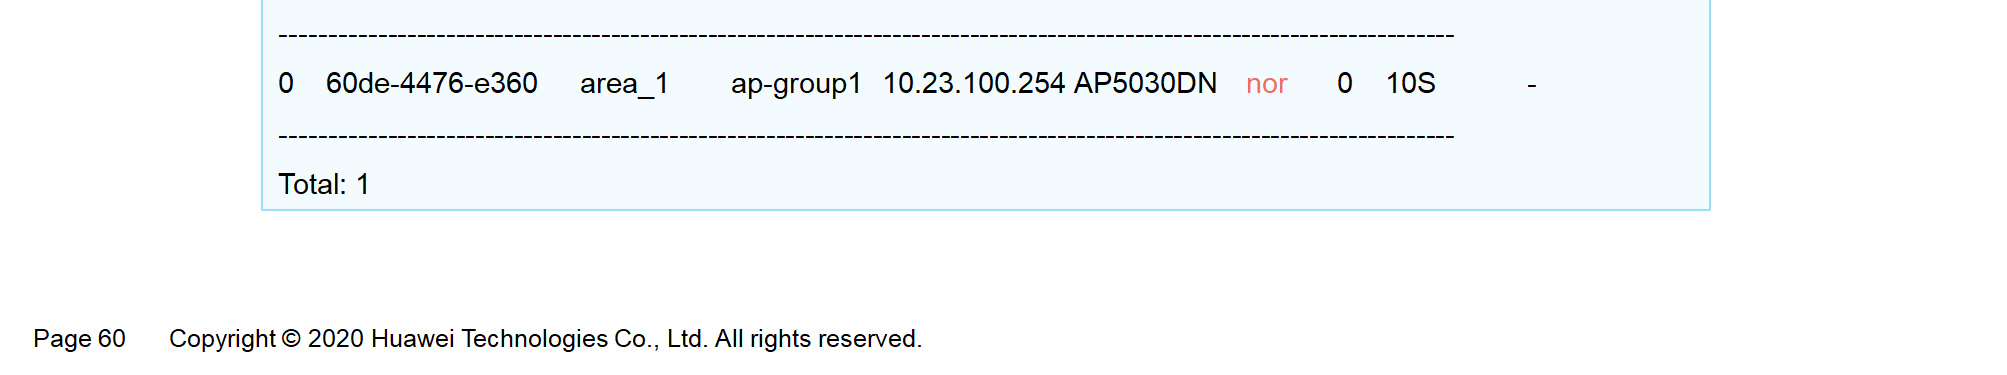 --------------------------------------------------------------------------------------------------------------------
0 60de-4476-e360 area_1 ap-group1 10.23.100.254 AP5030DN nor 0 10S -
--------------------------------------------------------------------------------------------------------------------
Total: 1
Page 60 Copyright © 2020 Huawei Technologies Co., Ltd. All rights reserved.